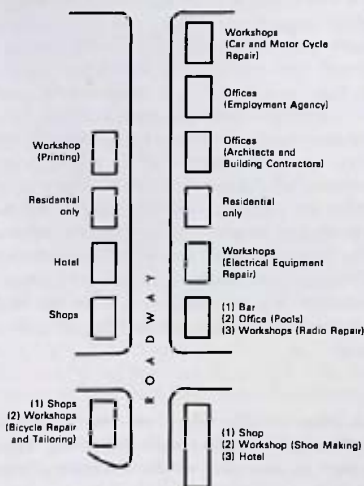 Workshops
(Car and Motor Cycle
Repair)
Offices
(Employment Agency)
Workshop
(Printing)
Offices
(Architects and
Building Contractors)
Residential
only
Residential
only
Hotel
Workshops
(Electrical Equipment
Repair)
Shops
(1) Bar
(2) Office (Pools)
(3) Workshops (Radio Repair)
ROADWAY
(1) Shops
(2) Workshops
(Bicycle Repair
and Tailoring)
(1) Shop
(2) Workshop (Shoe Making)
(3) Hotel